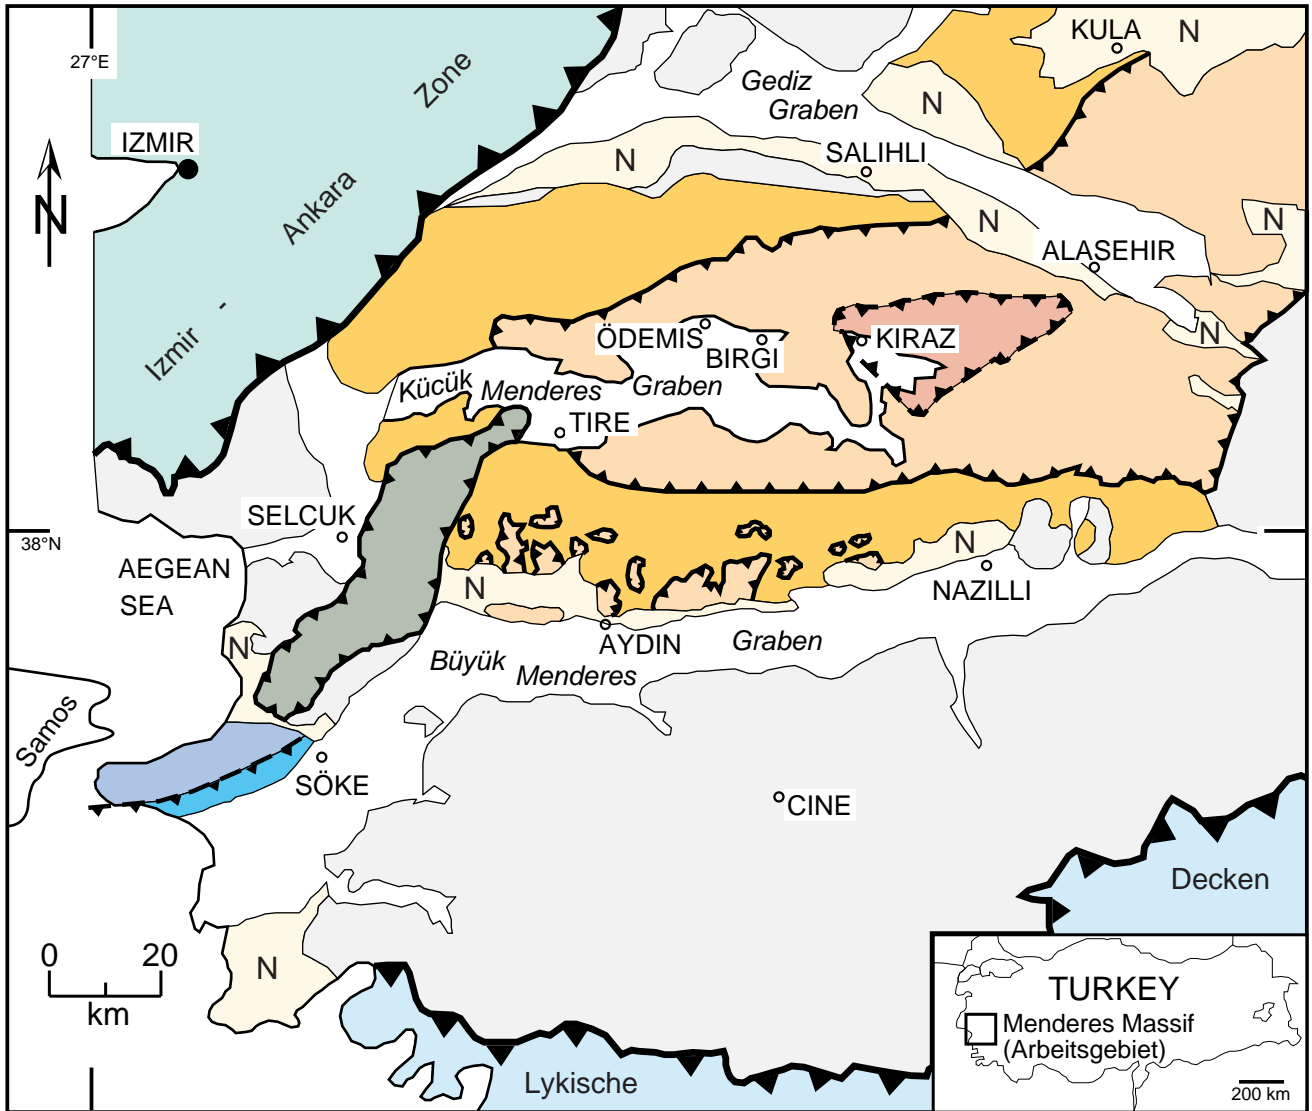 KULA
N
27°E
Zone
Gediz
Graben
N
IZMIR
N
SALIHLI
N
Ankara
N
N
ALASEHIR
-
Izmir
ÖDEMIS
BIRGI
KIRAZ
N
Kücük
Menderes
Graben
TIRE
SELCUK
38°N
N
AEGEAN
SEA
N
NAZILLI
N
AYDIN
Graben
Büyük
Menderes
Samos
SÖKE
CINE
Decken
0
20
km
N
TURKEY
Menderes Massif
(Arbeitsgebiet)
200 km
Lykische